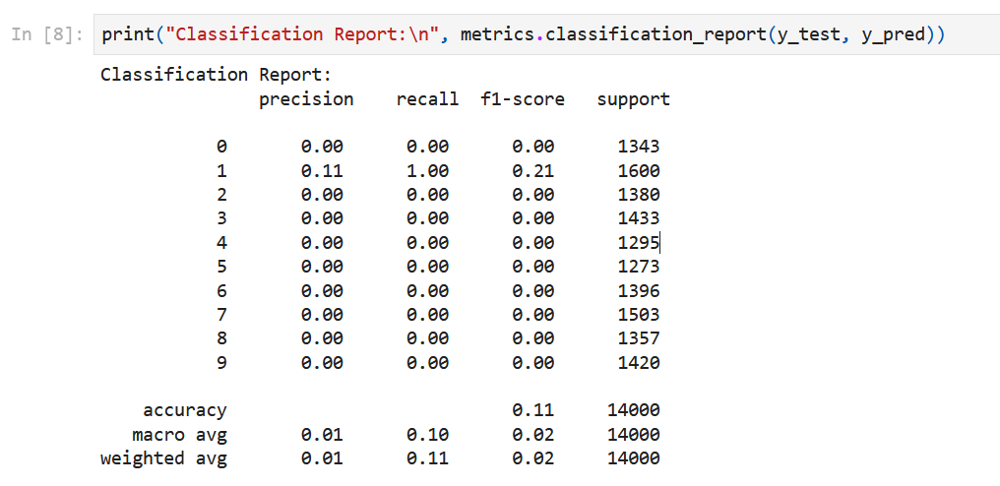 In [8]: print("Classification Report:\n", metrics.classification_report(y_test, y_pred))
Classification Report:
precision recall f1-score support
0 0.00 0.00 0.00 1343
1 0.11 1.00 0.21 1600
2 0.00 0.00 0.00 1380
3 0.00 0.00 0.00 1433
4 0.00 0.00 0.00 1295
5 0.00 0.00 0.00 1273
6 0.00 0.00 0.00 1396
7 0.00 0.00 0.00 1503
8 0.00 0.00 0.00 1357
9 0.00 0.00 0.00 1420
accuracy 0.11 14000
macro avg 0.01 0.10 0.02 14000
weighted avg 0.01 0.11 0.02 14000